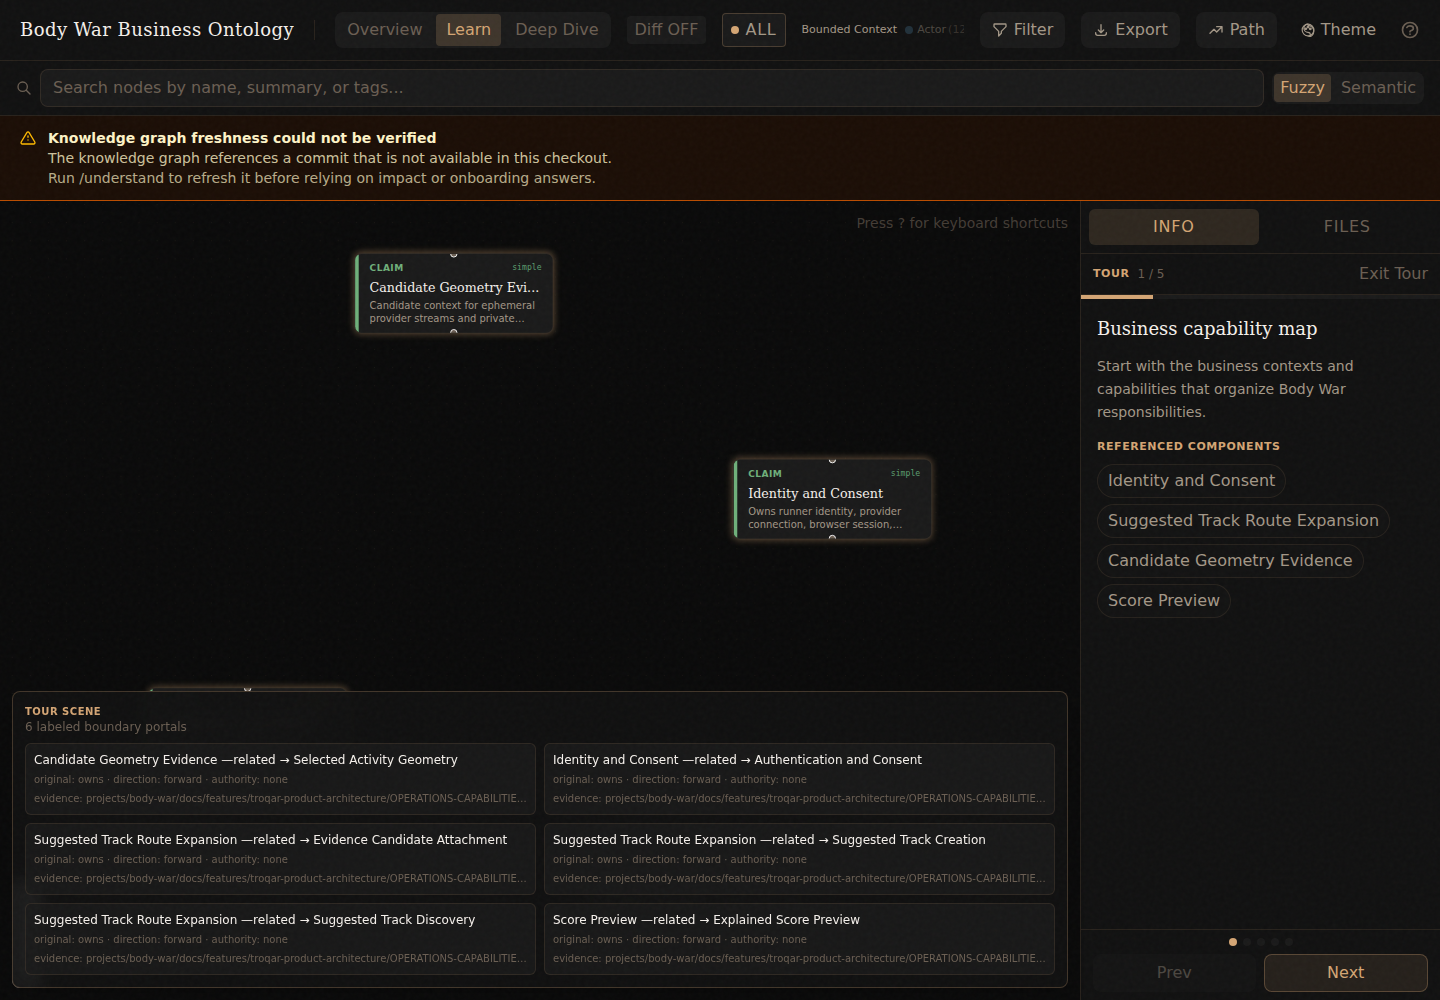 Body War Business Ontology
Overview
Learn
Deep Dive
Diff OFF
ALL
Bounded Context
Actor (12
Filter
Export
Path
Theme
Search nodes by name, summary, or tags...
Fuzzy
Semantic
Knowledge graph freshness could not be verified
The knowledge graph references a commit that is not available in this checkout.
Run /understand to refresh it before relying on impact or onboarding answers.
Press ? for keyboard shortcuts
CLAIM
simple
Candidate Geometry Evi...
Candidate context for ephemeral
provider streams and private...
CLAIM
simple
Identity and Consent
Owns runner identity, provider
connection, browser session,...
TOUR SCENE
6 labeled boundary portals
Candidate Geometry Evidence —related → Selected Activity Geometry
original: owns · direction: forward · authority: none
evidence: projects/body-war/docs/features/troqar-product-architecture/OPERATIONS-CAPABILITIE...
Identity and Consent —related → Authentication and Consent
original: owns · direction: forward · authority: none
evidence: projects/body-war/docs/features/troqar-product-architecture/OPERATIONS-CAPABILITIE...
Suggested Track Route Expansion —related → Evidence Candidate Attachment
original: owns · direction: forward · authority: none
evidence: projects/body-war/docs/features/troqar-product-architecture/OPERATIONS-CAPABILITIE...
Suggested Track Route Expansion —related → Suggested Track Creation
original: owns · direction: forward · authority: none
evidence: projects/body-war/docs/features/troqar-product-architecture/OPERATIONS-CAPABILITIE...
Suggested Track Route Expansion —related → Suggested Track Discovery
original: owns · direction: forward · authority: none
evidence: projects/body-war/docs/features/troqar-product-architecture/OPERATIONS-CAPABILITIE...
Score Preview —related → Explained Score Preview
original: owns · direction: forward · authority: none
evidence: projects/body-war/docs/features/troqar-product-architecture/OPERATIONS-CAPABILITIE...
INFO
FILES
TOUR 1 / 5
Exit Tour
Business capability map
Start with the business contexts and
capabilities that organize Body War
responsibilities.
REFERENCED COMPONENTS
Identity and Consent
Suggested Track Route Expansion
Candidate Geometry Evidence
Score Preview
Prev
Next